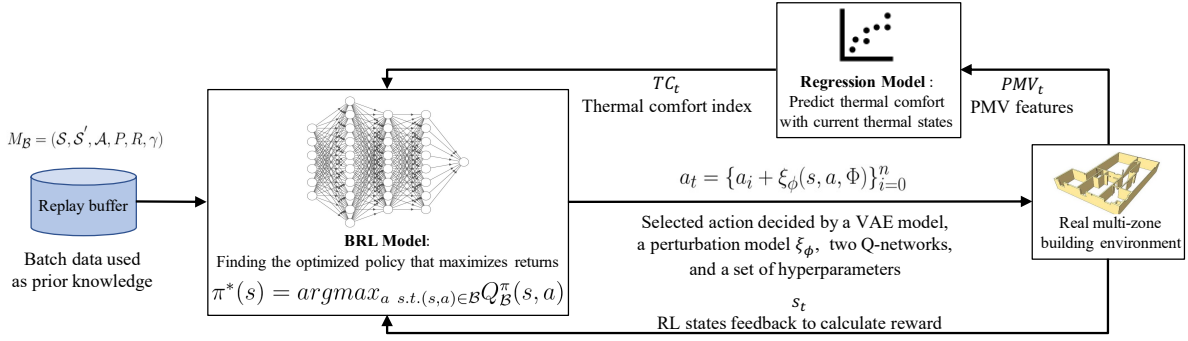 M_B = (S, S′, A, P, R, γ)
Replay buffer
Batch data used
as prior knowledge
BRL Model:
Finding the optimized policy that maximizes returns
π*(s) = argmax_{a s.t.(s,a)∈B} Q_B^π(s, a)
TC_t
Thermal comfort index
Regression Model :
Predict thermal comfort
with current thermal states
PMV_t
PMV features
a_t = {a_i + ξ_ϕ(s, a, Φ)}_{i=0}^n
Selected action decided by a VAE model,
a perturbation model ξ_ϕ, two Q-networks,
and a set of hyperparameters
Real multi-zone
building environment
s_t
RL states feedback to calculate reward